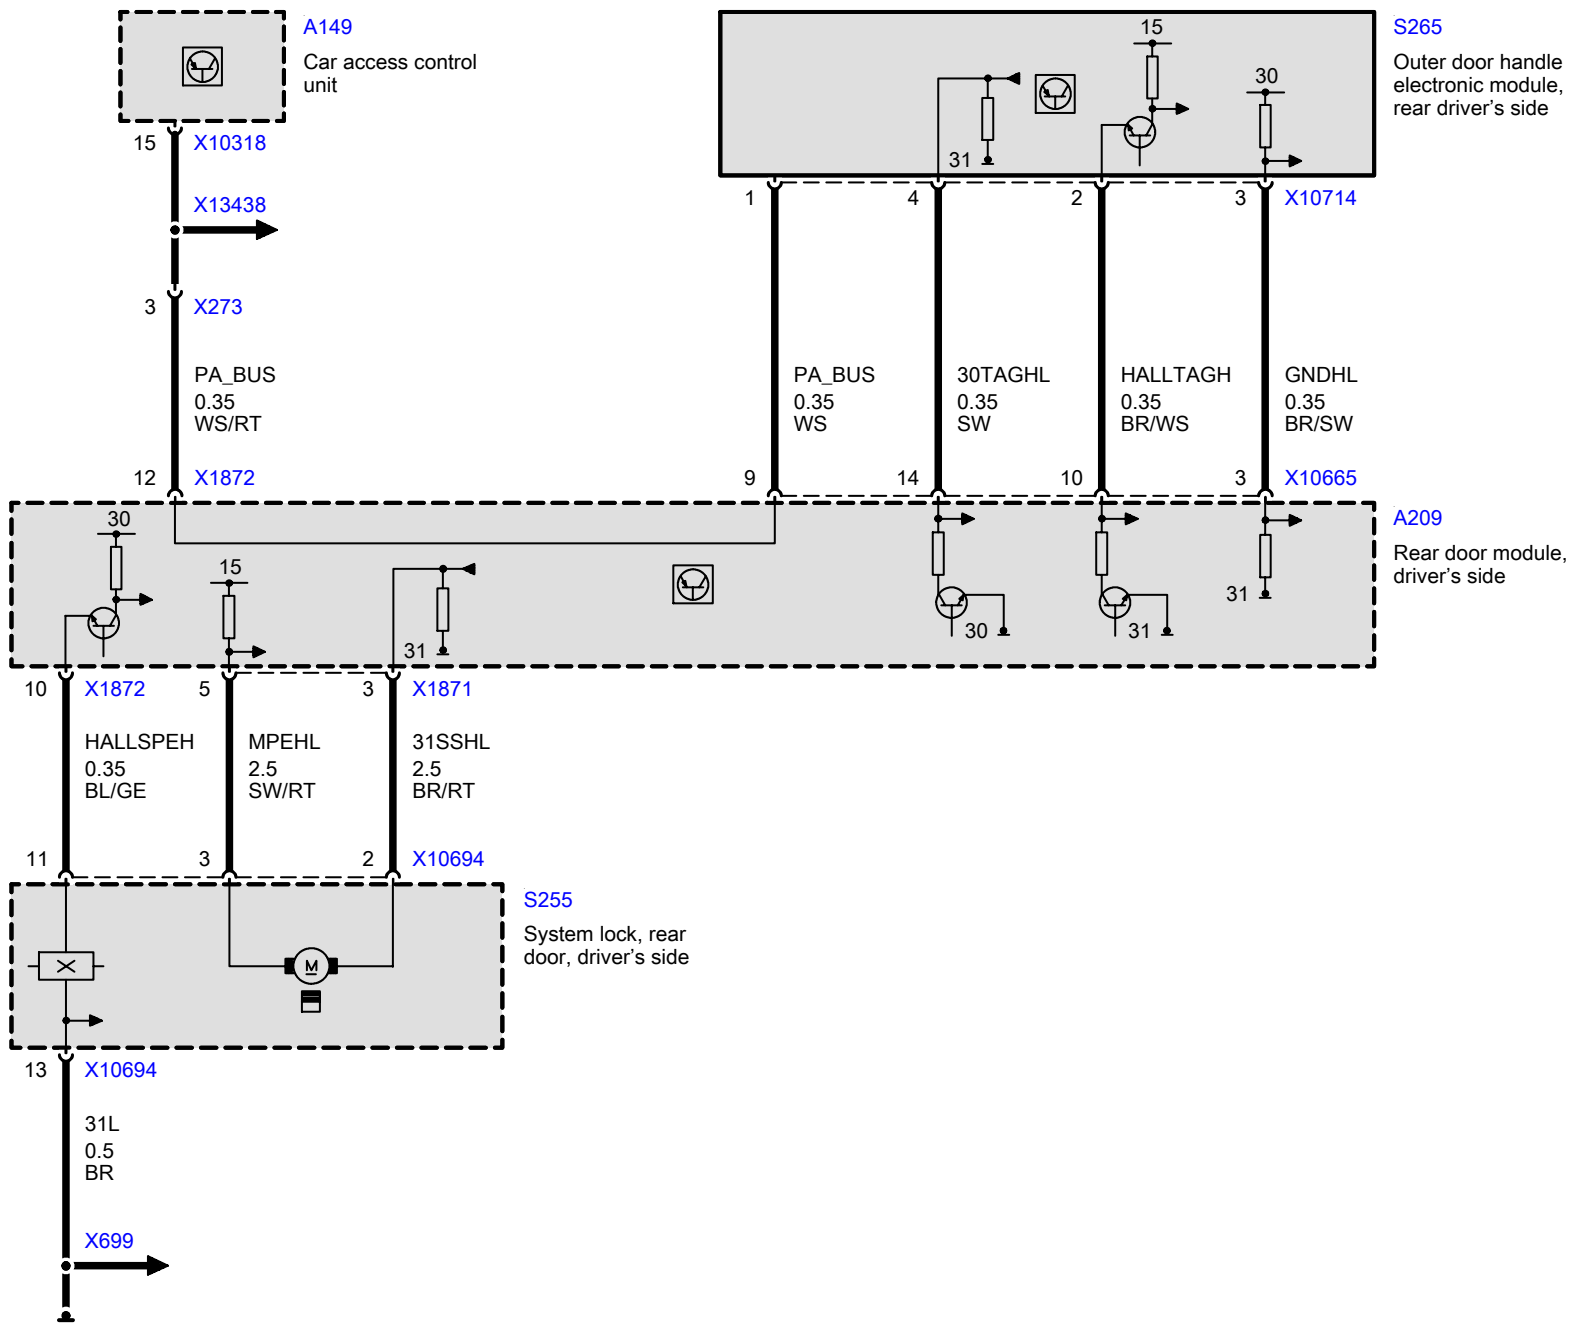 A149
Car access control
unit
S265
Outer door handle
electronic module,
rear driver's side
15
30
31
15 X10318
X13438
3 X273
1 4 2 3 X10714
PA_BUS
0.35
WS/RT
PA_BUS
0.35
WS
30TAGHL
0.35
SW
HALLTAGH
0.35
BR/WS
GNDHL
0.35
BR/SW
12 X1872
9 14 10 3 X10665
A209
Rear door module,
driver's side
30
15
31
30
31
31
10 X1872 5 3 X1871
HALLSPEH
0.35
BL/GE
MPEHL
2.5
SW/RT
31SSHL
2.5
BR/RT
11 3 2 X10694
S255
System lock, rear
door, driver's side
M
13 X10694
31L
0.5
BR
X699